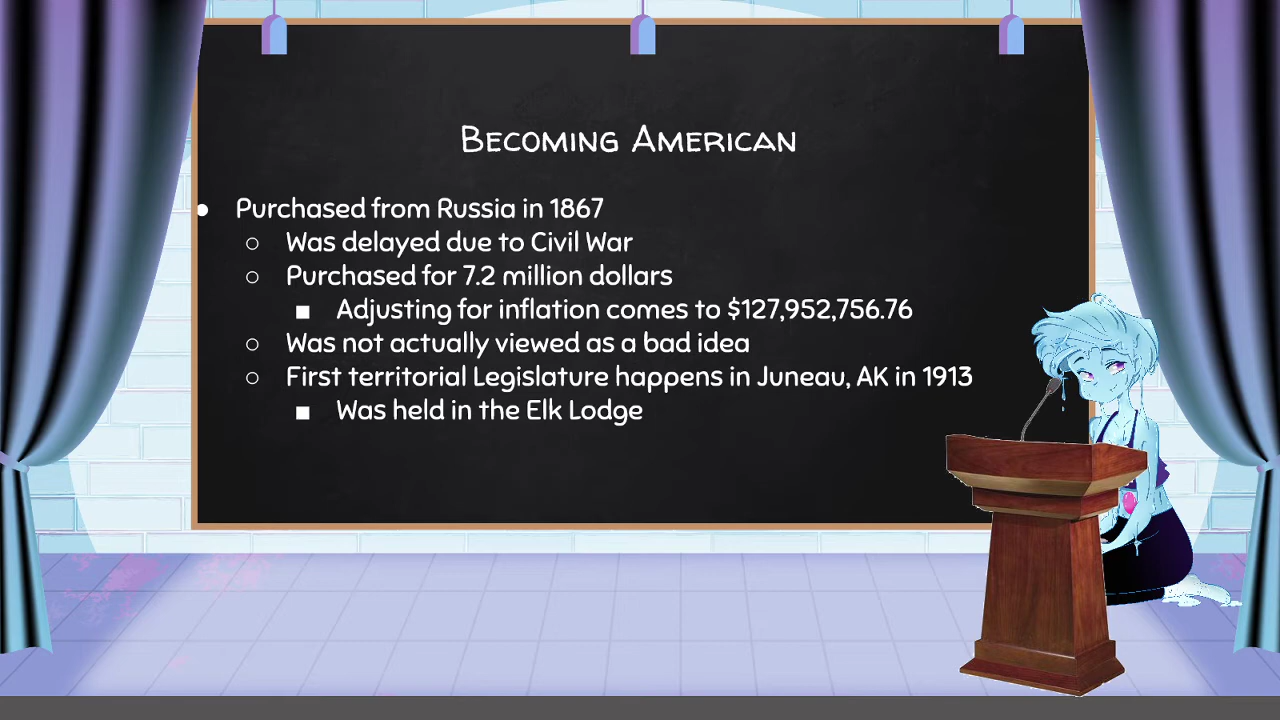 Becoming American
● Purchased from Russia in 1867
○ Was delayed due to Civil War
○ Purchased for 7.2 million dollars
■ Adjusting for inflation comes to $127,952,756.76
○ Was not actually viewed as a bad idea
○ First territorial Legislature happens in Juneau, AK in 1913
■ Was held in the Elk Lodge